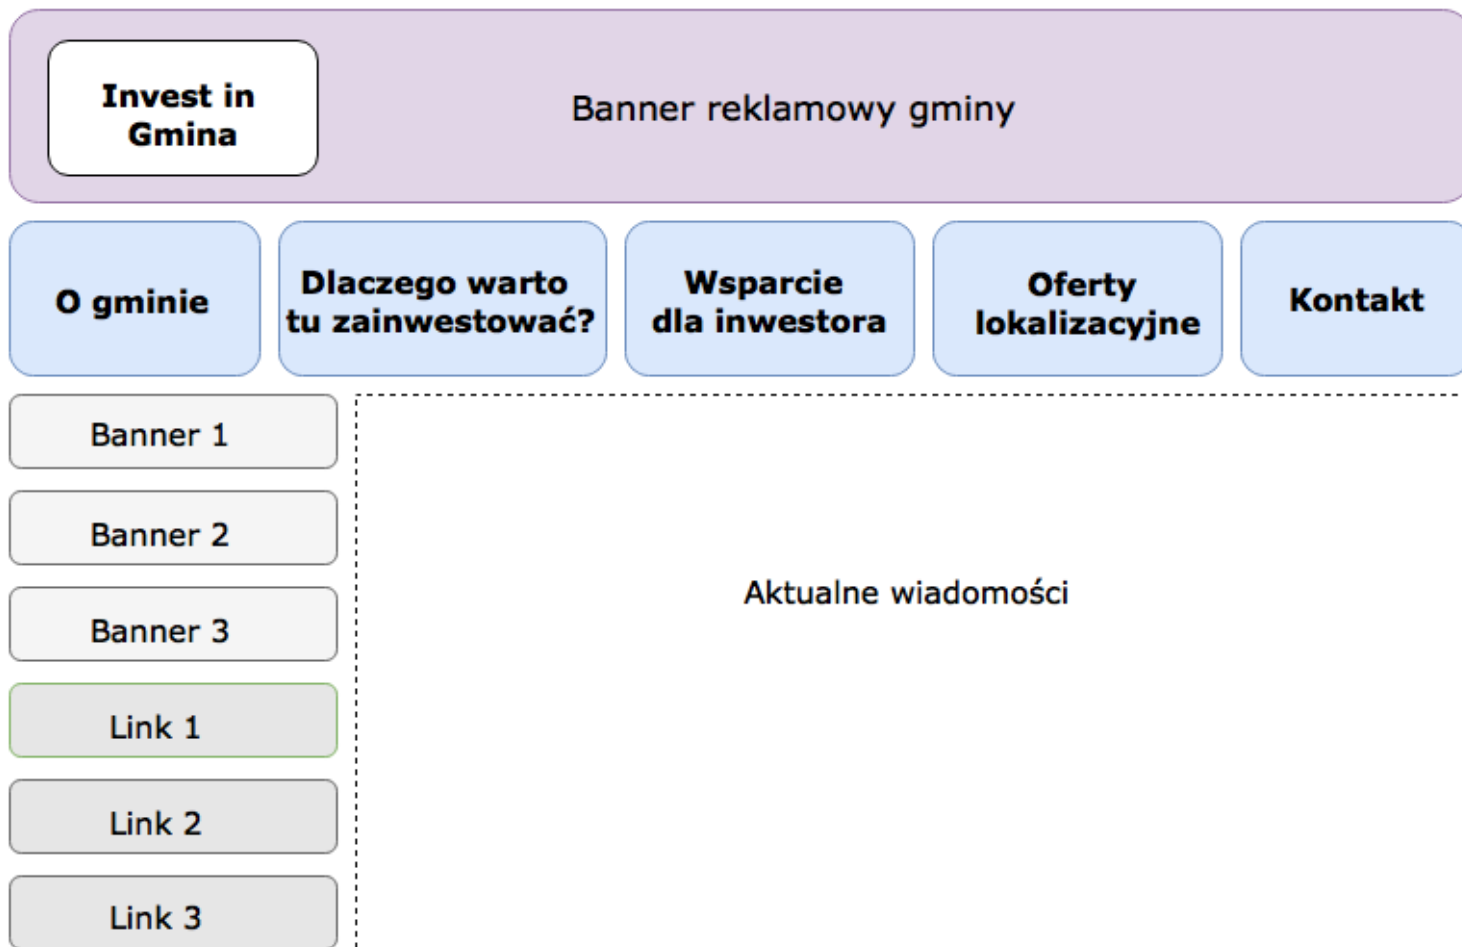 Invest in
Gmina
Banner reklamowy gminy
O gminie
Dlaczego warto
tu zainwestować?
Wsparcie
dla inwestora
Oferty
lokalizacyjne
Kontakt
Banner 1
Banner 2
Banner 3
Link 1
Link 2
Link 3
Aktualne wiadomości